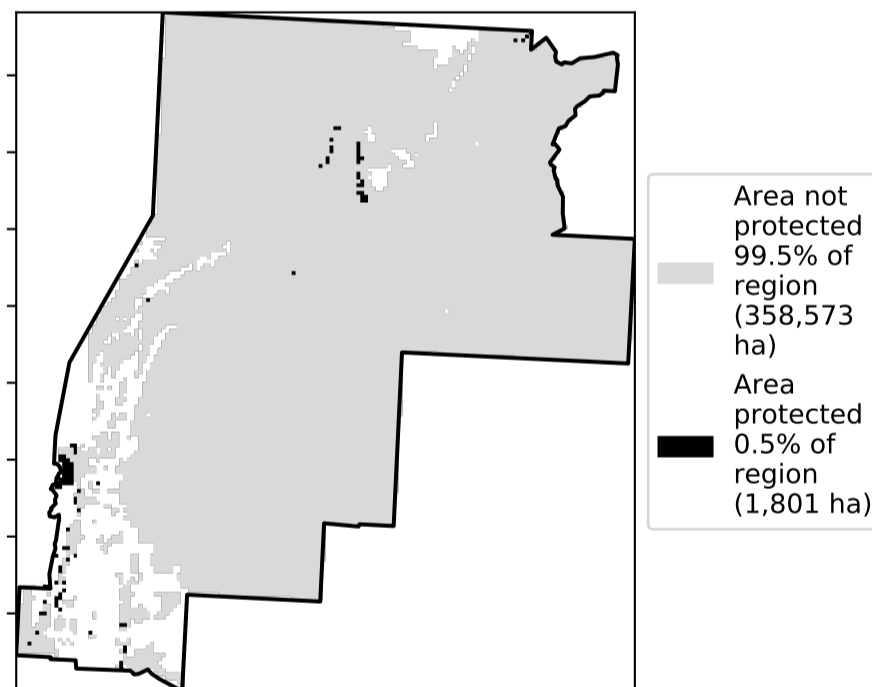 Area not
protected
99.5% of
region
(358,573
ha)
Area
protected
0.5% of
region
(1,801 ha)